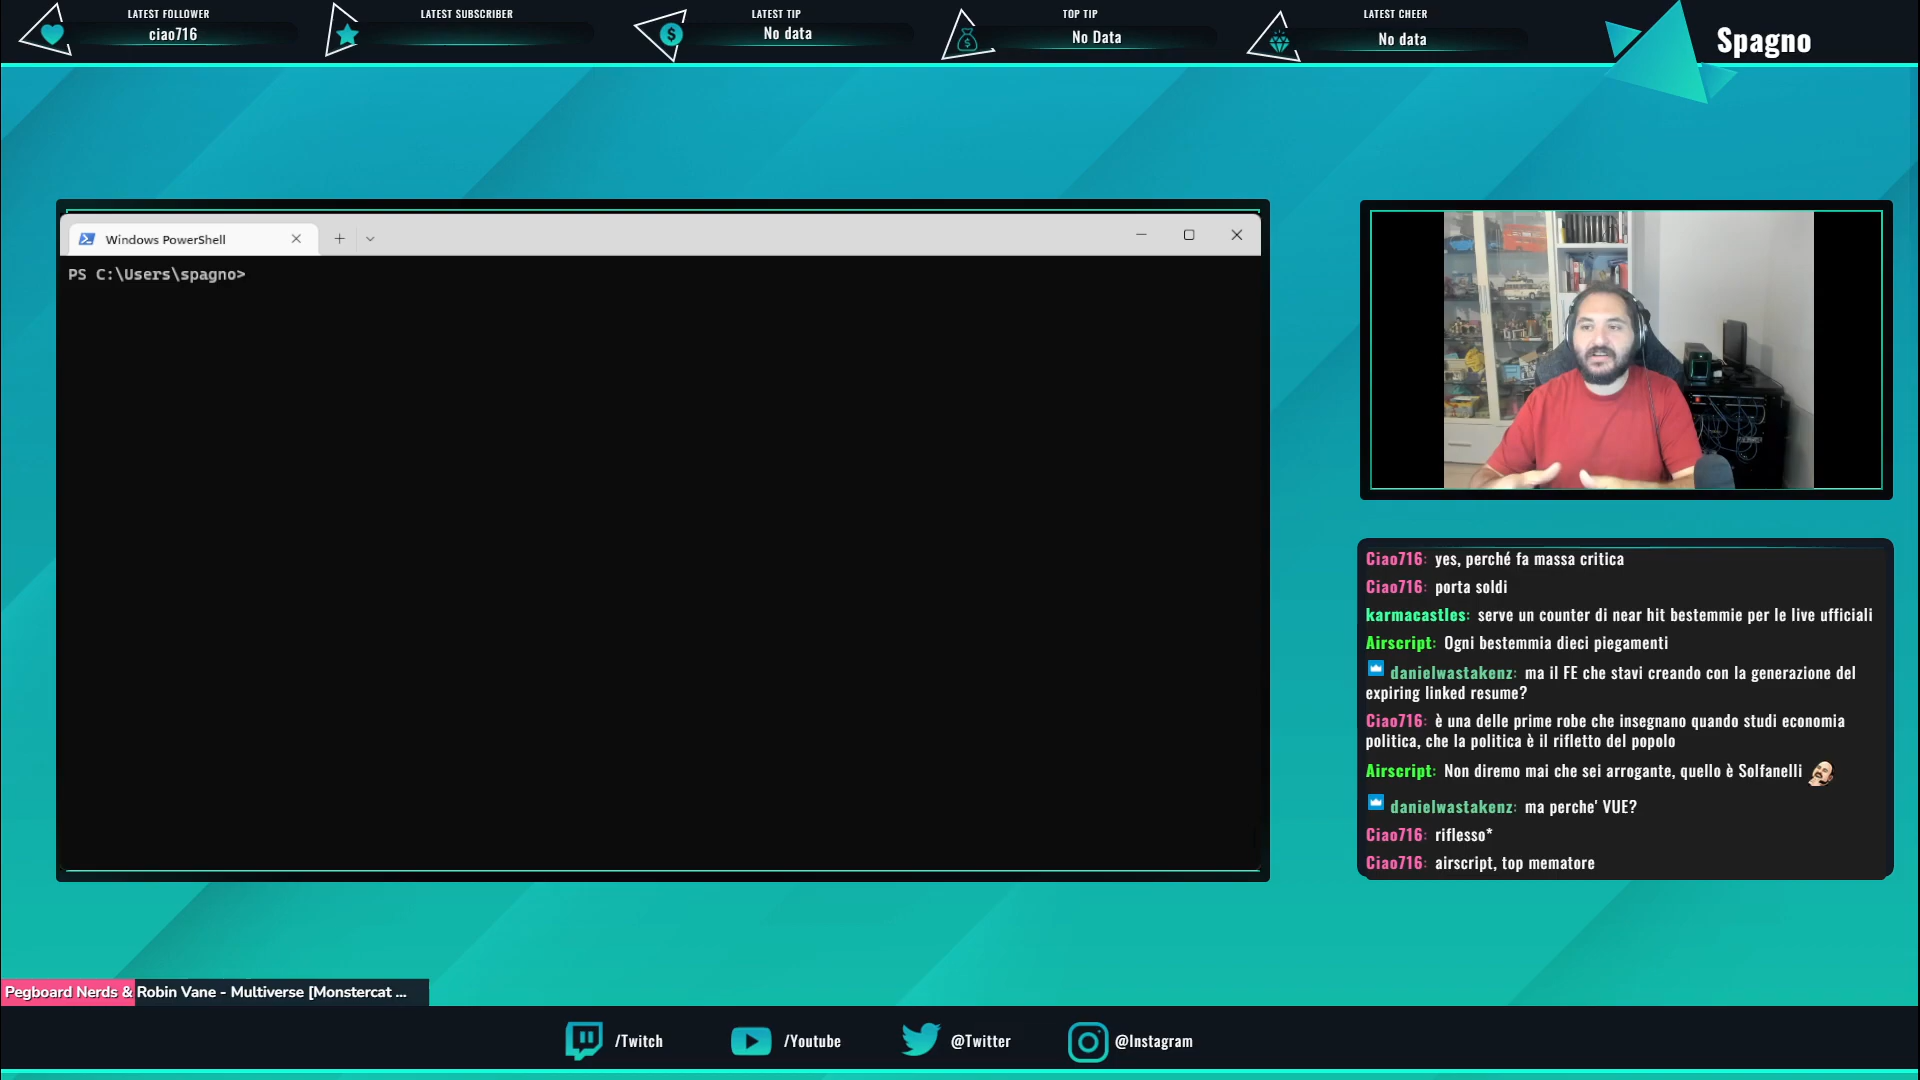 LATEST FOLLOWER
ciao716
LATEST SUBSCRIBER
LATEST TIP
No data
TOP TIP
No Data
LATEST CHEER
No data
Spagno
Windows PowerShell
PS C:\Users\spagno>
Ciao716: yes, perché fa massa critica
Ciao716: porta soldi
karmacastles: serve un counter di near hit bestemmie per le live ufficiali
Airscript: Ogni bestemmia dieci piegamenti
danielwastakenz: ma il FE che stavi creando con la generazione del
expiring linked resume?
Ciao716: è una delle prime robe che insegnano quando studi economia
politica, che la politica è il rifletto del popolo
Airscript: Non diremo mai che sei arrogante, quello è Solfanelli
danielwastakenz: ma perche' VUE?
Ciao716: riflesso*
Ciao716: airscript, top mematore
Pegboard Nerds & Robin Vane - Multiverse [Monstercat ...
/Twitch
/Youtube
@Twitter
@Instagram